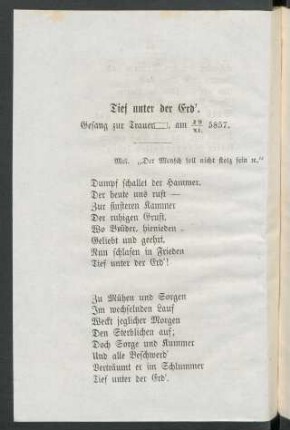 Tief unter der Erd'.
Gesang zur Trauer□, am 5857.
Mel. „Der Mensch soll nicht stolz sein ꝛc."
Dumpf schallet der Hammer.
Der heute uns ruft —
Zur finsteren Kammer
Der ruhigen Gruft.
Wo Brüder, hienieden
Geliebt und geehrt,
Nun schlafen in Frieden
Tief unter der Erd'!
Zu Mühen und Sorgen
Im wechselnden Lauf
Weckt jeglicher Morgen
Den Sterblichen auf;
Doch Sorge und Kummer
Und alle Beschwerd'
Verträumt er im Schlummer
Tief unter der Erd'.